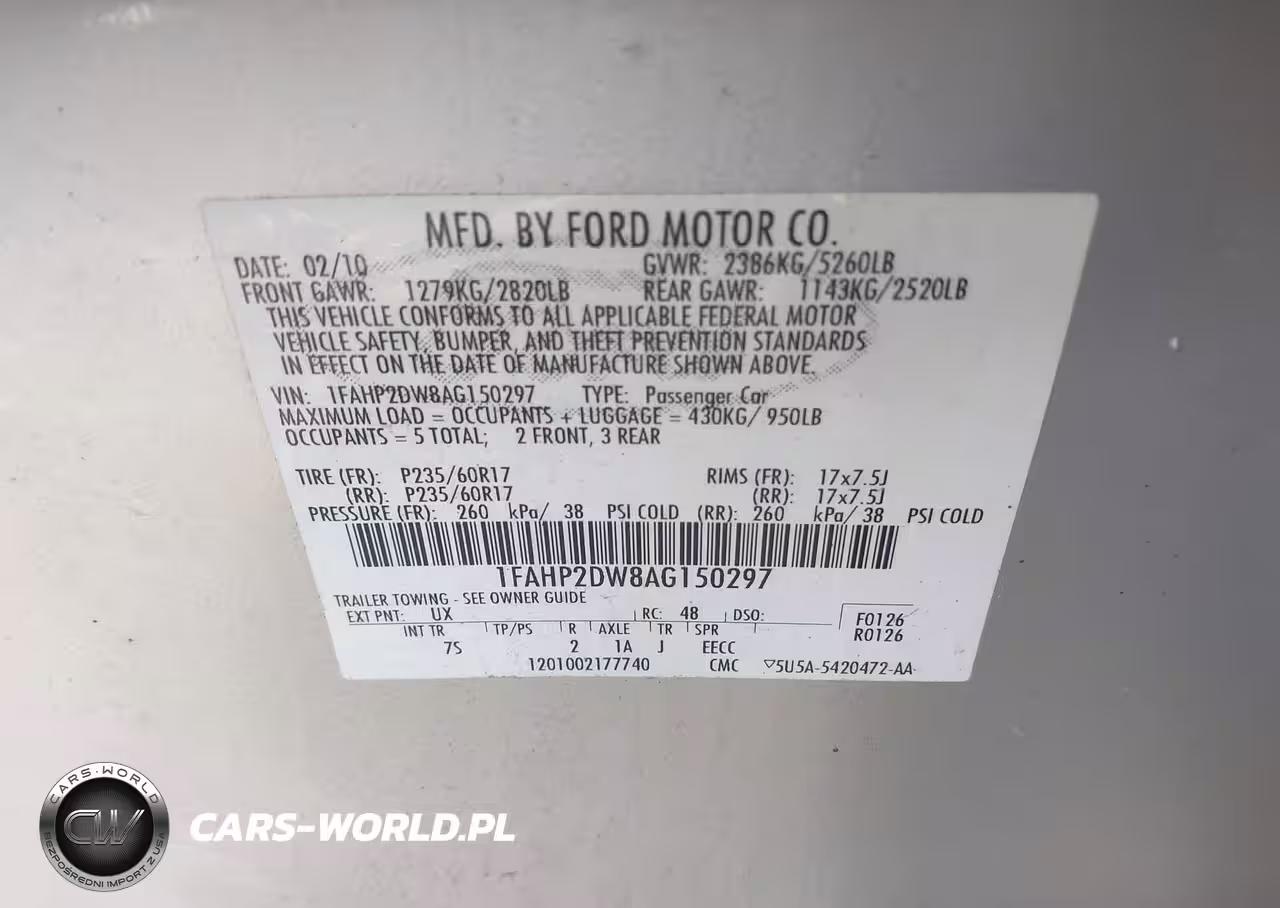 MFD. BY FORD MOTOR CO.
DATE: 02/10 GVWR: 2386KG/5260LB
FRONT GAWR: 1279KG/2820LB REAR GAWR: 1143KG/2520LB
THIS VEHICLE CONFORMS TO ALL APPLICABLE FEDERAL MOTOR
VEHICLE SAFETY, BUMPER, AND THEFT PREVENTION STANDARDS
IN EFFECT ON THE DATE OF MANUFACTURE SHOWN ABOVE.
VIN: 1FAHP2DW8AG150297 TYPE: Passenger Car
MAXIMUM LOAD = OCCUPANTS + LUGGAGE = 430KG/ 950LB
OCCUPANTS = 5 TOTAL; 2 FRONT, 3 REAR
TIRE (FR): P235/60R17 RIMS (FR): 17x7.5J
(RR): P235/60R17 (RR): 17x7.5J
PRESSURE (FR): 260 kPa/ 38 PSI COLD (RR): 260 kPa/ 38 PSI COLD
1FAHP2DW8AG150297
TRAILER TOWING - SEE OWNER GUIDE
EXT PNT: UX RC: 48 DSO: F0126
INT TR TP/PS R AXLE TR SPR R0126
7S 2 1A J EECC
1201002177740 CMC ▽5U5A-5420472-AA
CARS-WORLD
CW
BEZPOŚREDNI IMPORT Z USA
CARS-WORLD.PL